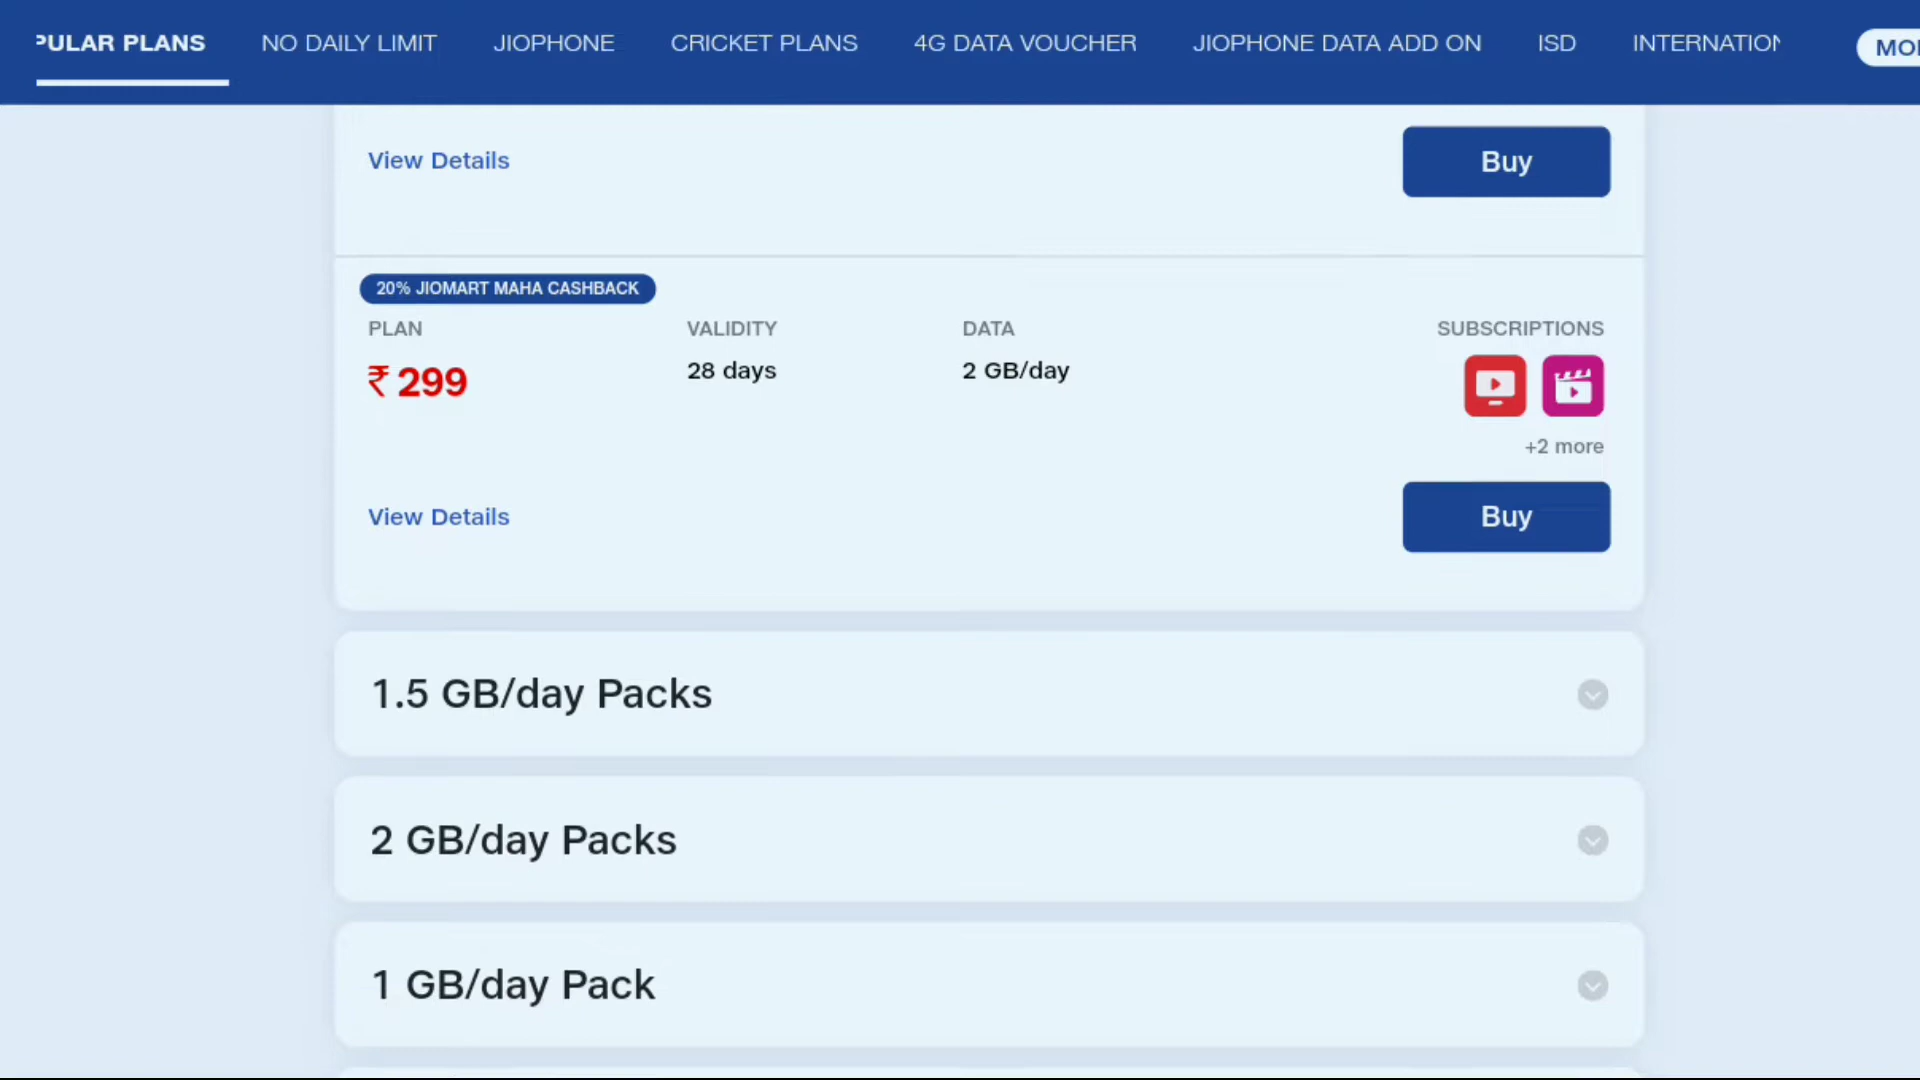 PULAR PLANS NO DAILY LIMIT JIOPHONE CRICKET PLANS 4G DATA VOUCHER JIOPHONE DATA ADD ON ISD INTERNATION MO
View Details Buy
20% JIOMART MAHA CASHBACK
PLAN VALIDITY DATA SUBSCRIPTIONS
₹ 299 28 days 2 GB/day
+2 more
View Details Buy
1.5 GB/day Packs
2 GB/day Packs
1 GB/day Pack